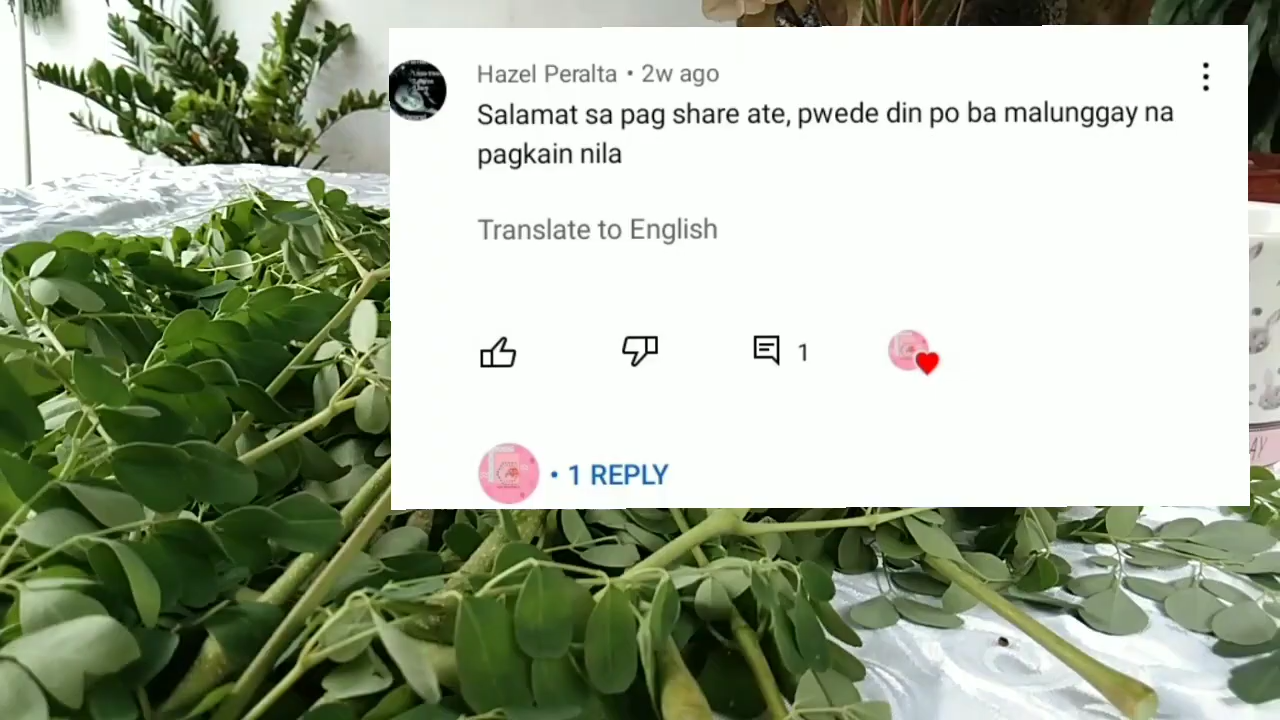 Hazel Peralta • 2w ago
Salamat sa pag share ate, pwede din po ba malunggay na
pagkain nila
Translate to English
1
• 1 REPLY